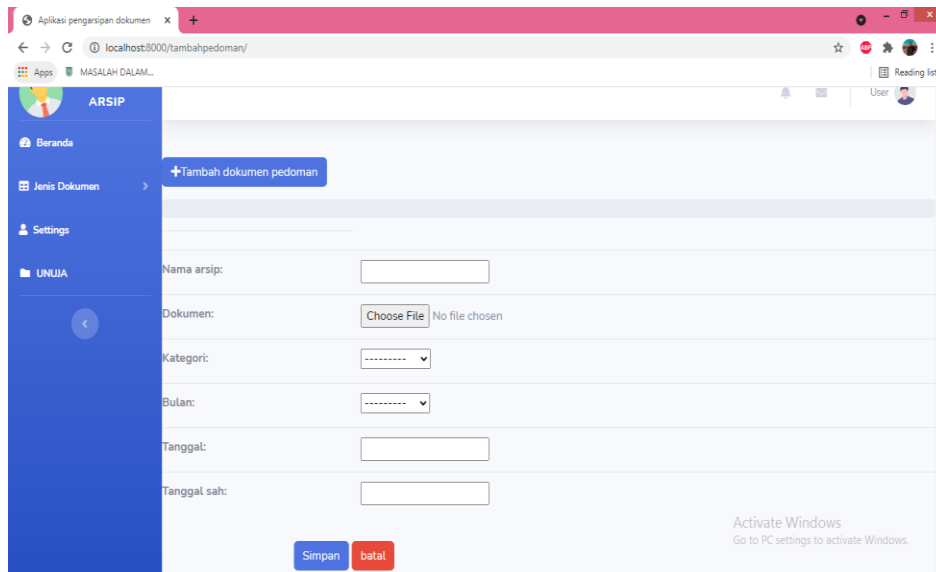 Aplikasi pengarsipan dokumen
localhost:8000/tambahpedoman/
ABP
Apps MASALAH DALAM... Reading list
ARSIP User
Beranda
+Tambah dokumen pedoman
Jenis Dokumen
Settings
UNUJA
Nama arsip:
Dokumen: Choose File No file chosen
Kategori: ---------
Bulan: ---------
Tanggal:
Tanggal sah:
Activate Windows
Go to PC settings to activate Windows.
Simpan batal